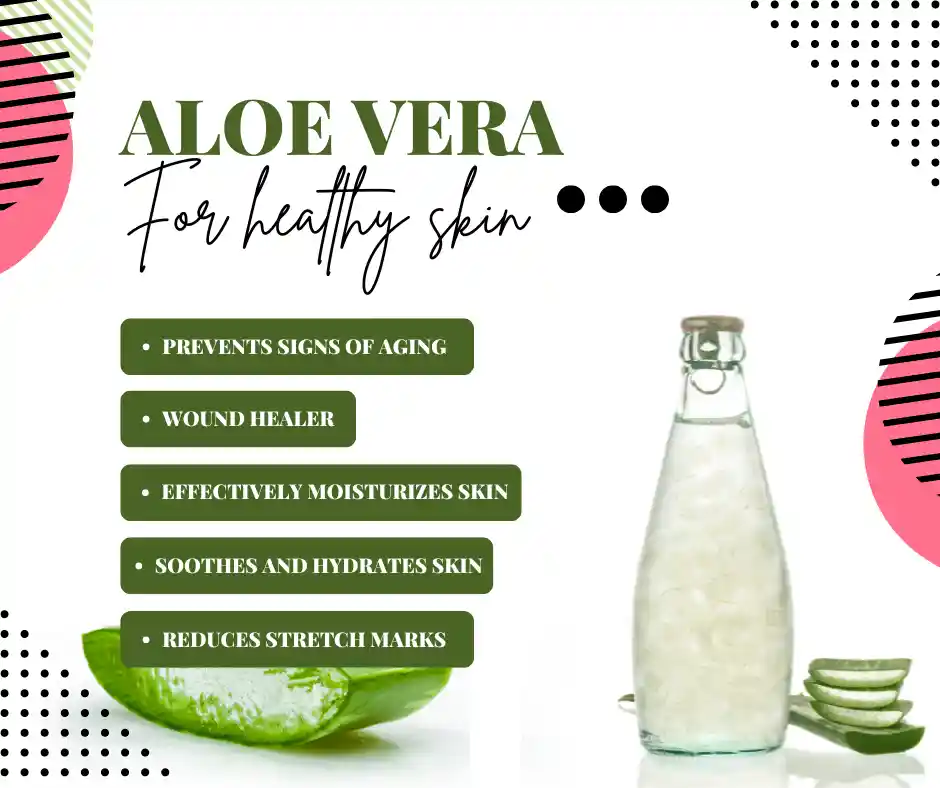 ALOE VERA
For healthy skin
• PREVENTS SIGNS OF AGING
• WOUND HEALER
• EFFECTIVELY MOISTURIZES SKIN
• SOOTHES AND HYDRATES SKIN
• REDUCES STRETCH MARKS